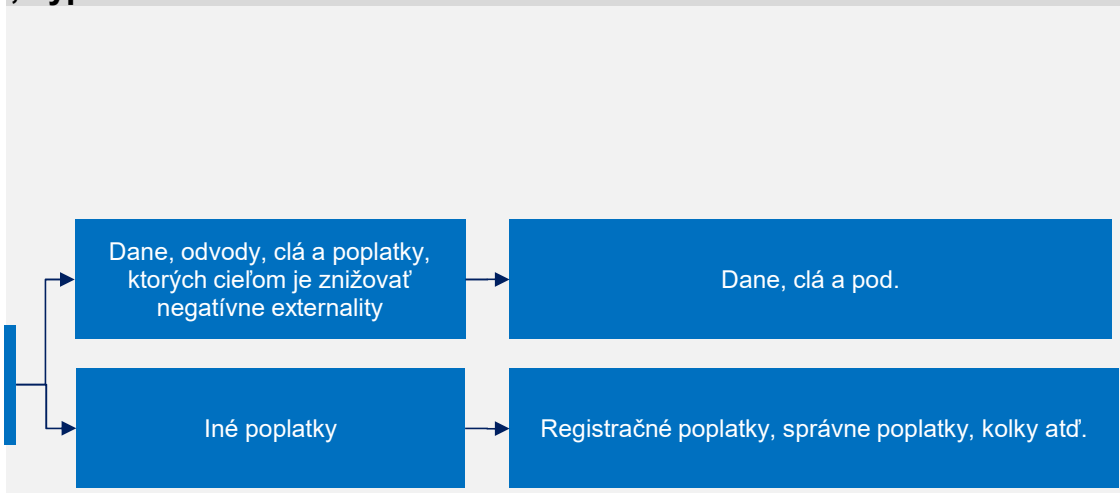 Dane, odvody, clá a poplatky,
ktorých cieľom je znižovať
negatívne externality
Dane, clá a pod.
Iné poplatky
Registračné poplatky, správne poplatky, kolky atď.